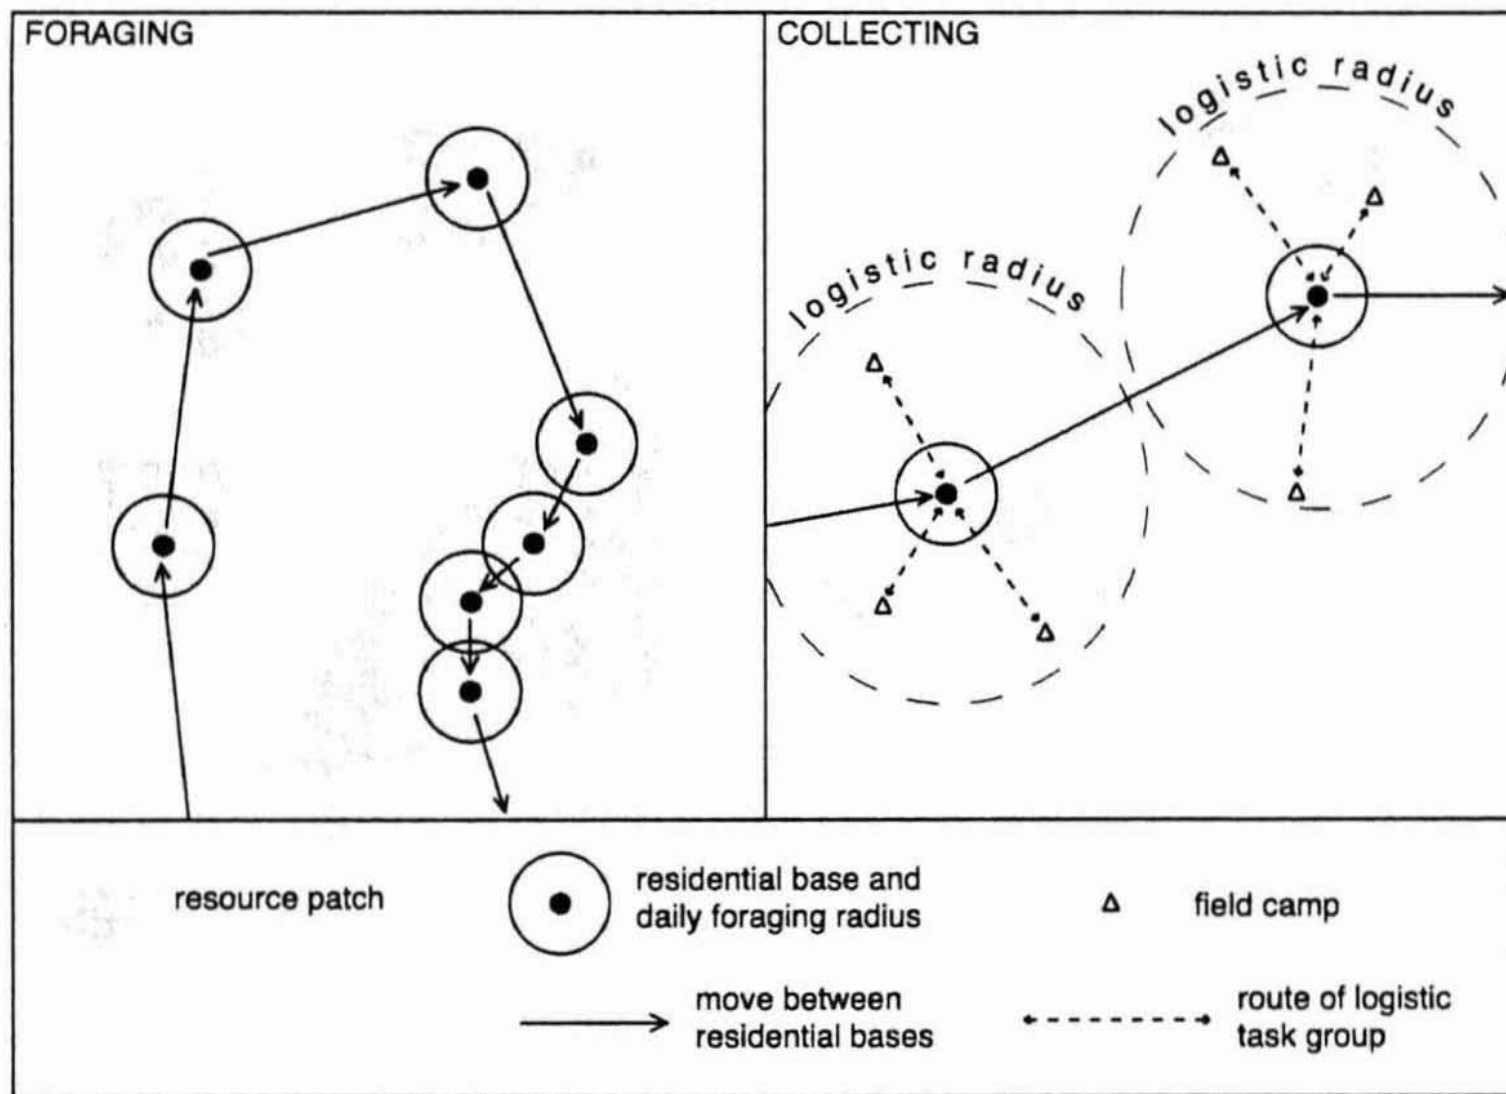 FORAGING
COLLECTING
logistic radius
logistic radius
resource patch
residential base and
daily foraging radius
field camp
move between
residential bases
route of logistic
task group